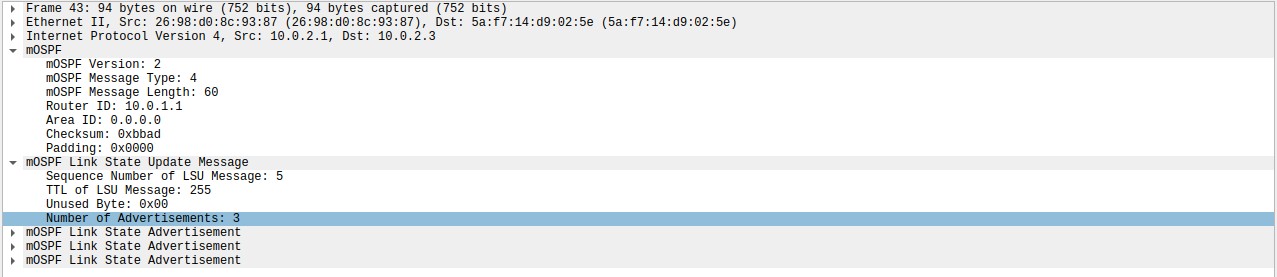 Frame 43: 94 bytes on wire (752 bits), 94 bytes captured (752 bits)
Ethernet II, Src: 26:98:d0:8c:93:87 (26:98:d0:8c:93:87), Dst: 5a:f7:14:d9:02:5e (5a:f7:14:d9:02:5e)
Internet Protocol Version 4, Src: 10.0.2.1, Dst: 10.0.2.3
mOSPF
mOSPF Version: 2
mOSPF Message Type: 4
mOSPF Message Length: 60
Router ID: 10.0.1.1
Area ID: 0.0.0.0
Checksum: 0xbbad
Padding: 0x0000
mOSPF Link State Update Message
Sequence Number of LSU Message: 5
TTL of LSU Message: 255
Unused Byte: 0x00
Number of Advertisements: 3
mOSPF Link State Advertisement
mOSPF Link State Advertisement
mOSPF Link State Advertisement